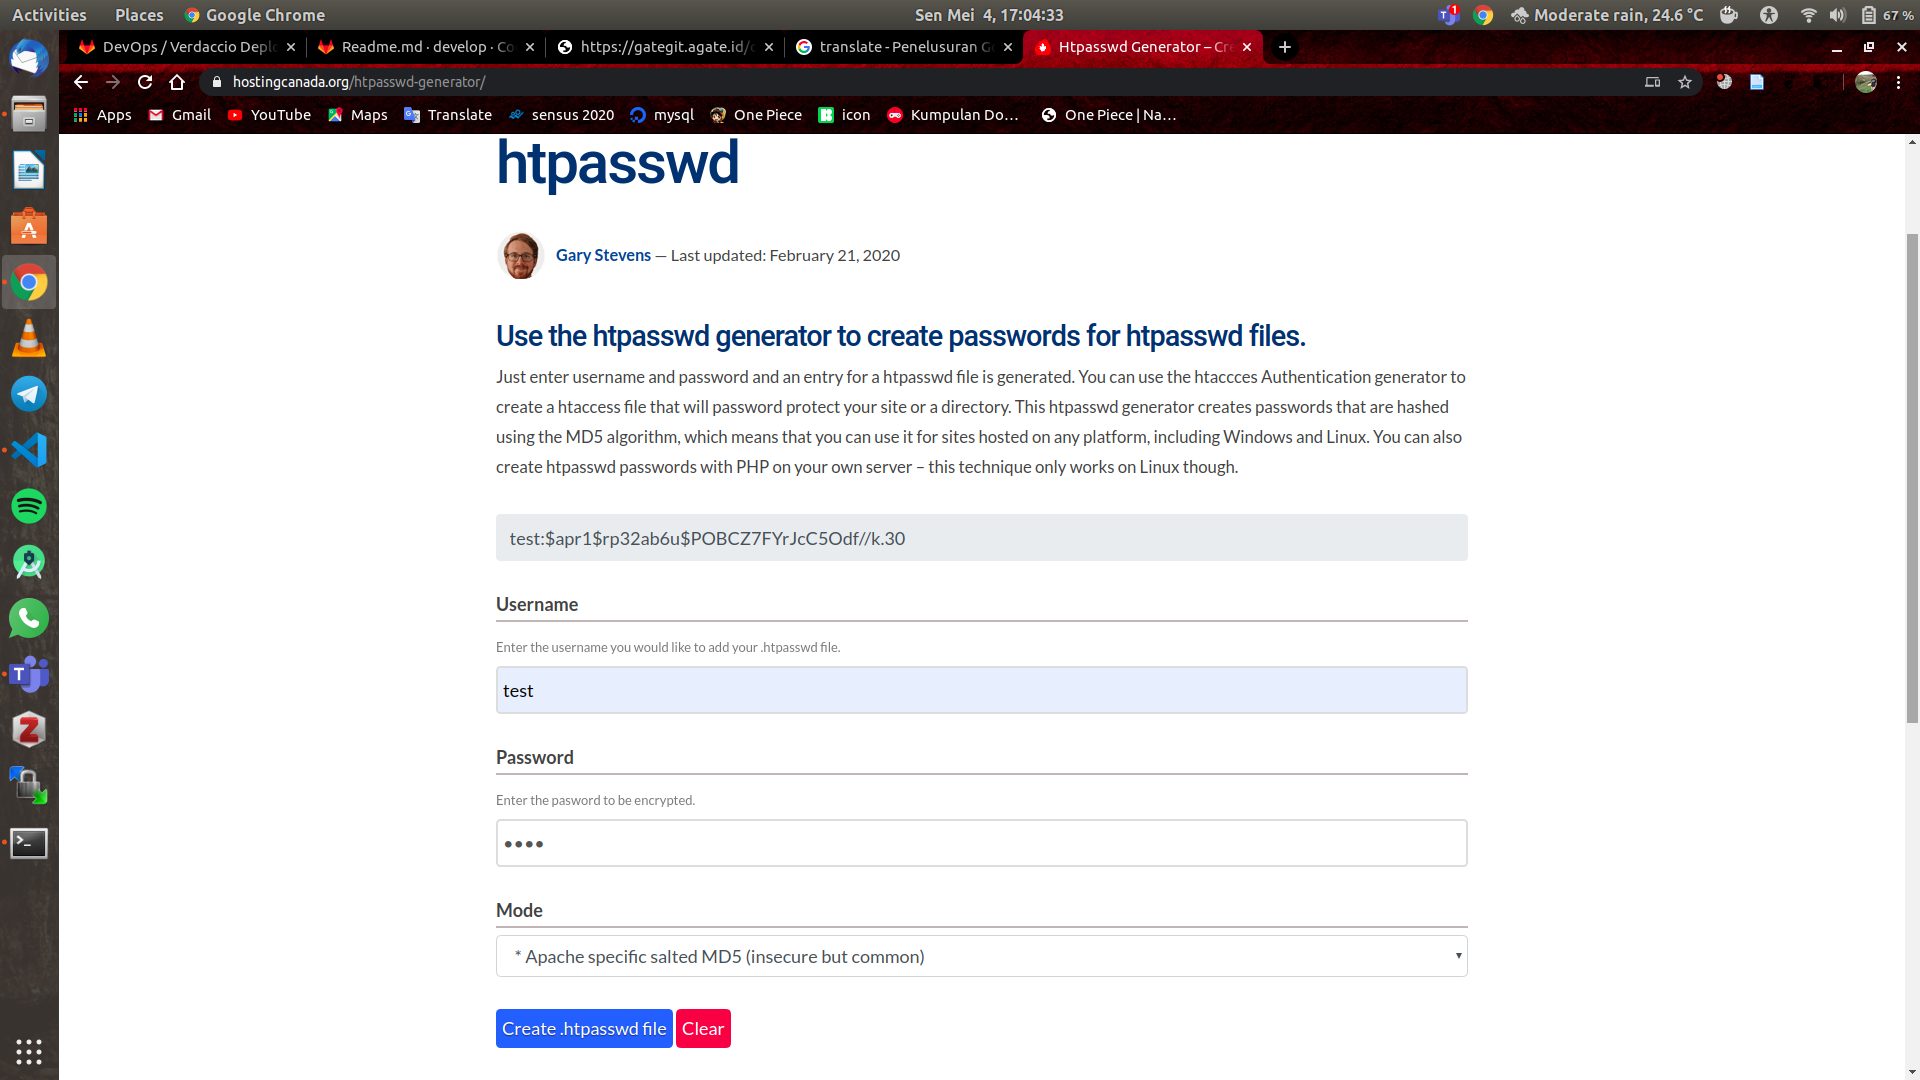 Activities Places Google Chrome Sen Mei 4, 17:04:33 1 Moderate rain, 24.6 °C 67 %
DevOps / Verdaccio Deplo Readme.md · develop · Co https://gategit.agate.id/ translate - Penelusuran Go Htpasswd Generator – Cre
hostingcanada.org/htpasswd-generator/
Apps Gmail YouTube Maps Translate sensus 2020 mysql One Piece icon Kumpulan Do… One Piece | Na…
htpasswd
Gary Stevens — Last updated: February 21, 2020
Use the htpasswd generator to create passwords for htpasswd files.
Just enter username and password and an entry for a htpasswd file is generated. You can use the htaccces Authentication generator to
create a htaccess file that will password protect your site or a directory. This htpasswd generator creates passwords that are hashed
using the MD5 algorithm, which means that you can use it for sites hosted on any platform, including Windows and Linux. You can also
create htpasswd passwords with PHP on your own server – this technique only works on Linux though.
test:$apr1$rp32ab6u$POBCZ7FYrJcC5Odf//k.30
Username
Enter the username you would like to add your .htpasswd file.
test
Password
Enter the pasword to be encrypted.
••••
Mode
* Apache specific salted MD5 (insecure but common)
Create .htpasswd file Clear